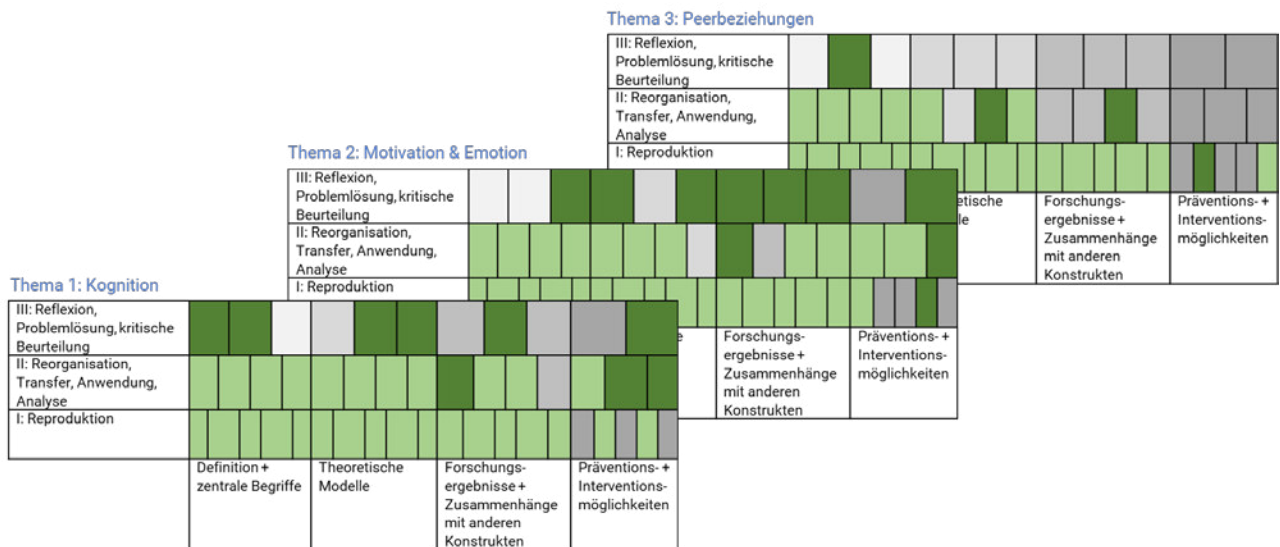 Thema 3: Peerbeziehungen
III: Reflexion,
Problemlösung, kritische
Beurteilung
II: Reorganisation,
Transfer, Anwendung,
Analyse
I: Reproduktion
Forschungs-
ergebnisse +
Zusammenhänge
mit anderen
Konstrukten
Präventions- +
Interventions-
möglichkeiten
Thema 2: Motivation & Emotion
III: Reflexion,
Problemlösung, kritische
Beurteilung
II: Reorganisation,
Transfer, Anwendung,
Analyse
I: Reproduktion
Forschungs-
ergebnisse +
Zusammenhänge
mit anderen
Konstrukten
Präventions- +
Interventions-
möglichkeiten
Thema 1: Kognition
III: Reflexion,
Problemlösung, kritische
Beurteilung
II: Reorganisation,
Transfer, Anwendung,
Analyse
I: Reproduktion
Definition +
zentrale Begriffe
Theoretische
Modelle
Forschungs-
ergebnisse +
Zusammenhänge
mit anderen
Konstrukten
Präventions- +
Interventions-
möglichkeiten